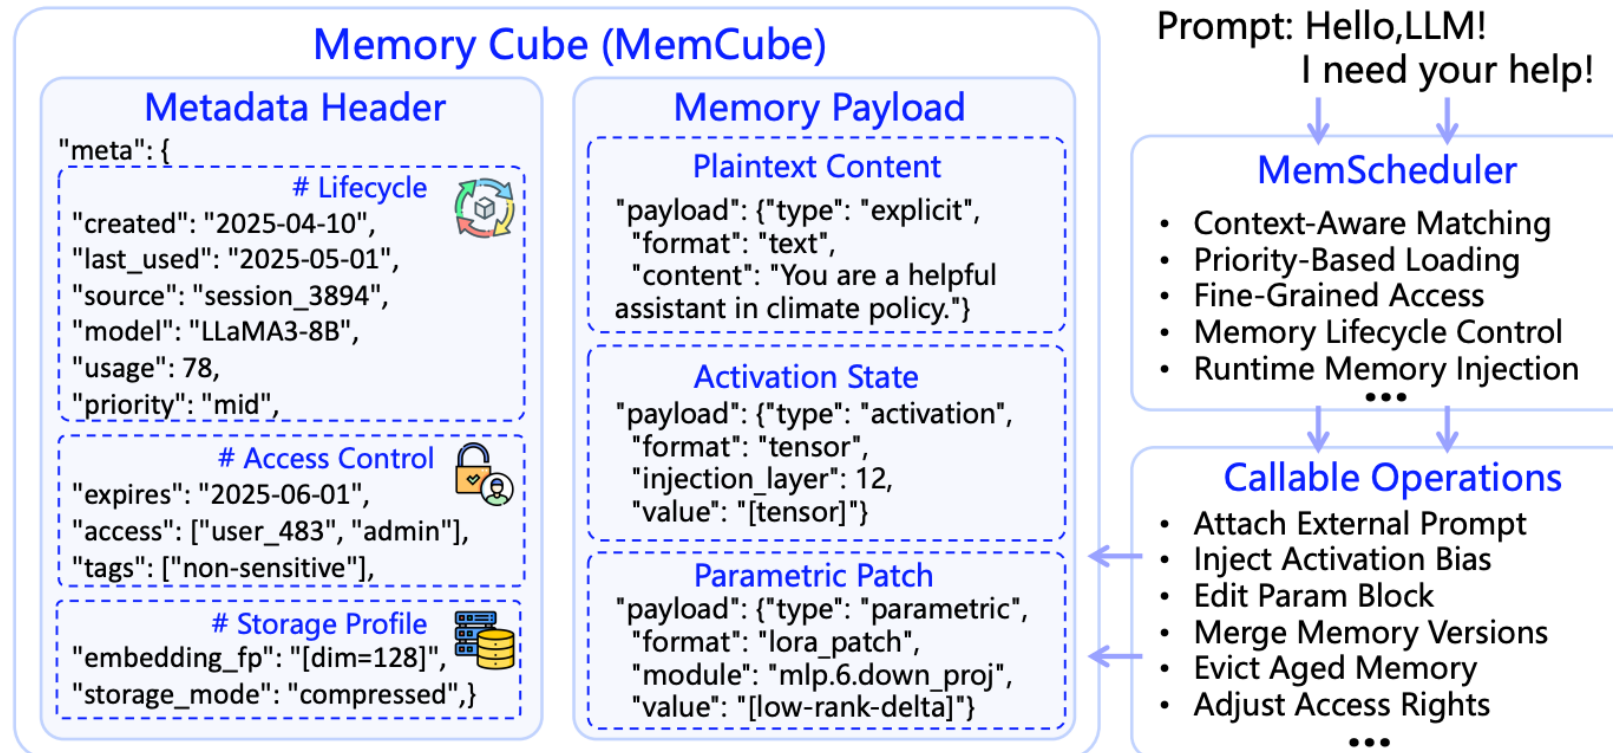 Memory Cube (MemCube)
Metadata Header
"meta": {
# Lifecycle
"created": "2025-04-10",
"last_used": "2025-05-01",
"source": "session_3894",
"model": "LLaMA3-8B",
"usage": 78,
"priority": "mid",
# Access Control
"expires": "2025-06-01",
"access": ["user_483", "admin"],
"tags": ["non-sensitive"],
# Storage Profile
"embedding_fp": "[dim=128]",
"storage_mode": "compressed",}
Memory Payload
Plaintext Content
"payload": {"type": "explicit",
"format": "text",
"content": "You are a helpful
assistant in climate policy."}
Activation State
"payload": {"type": "activation",
"format": "tensor",
"injection_layer": 12,
"value": "[tensor]"}
Parametric Patch
"payload": {"type": "parametric",
"format": "lora_patch",
"module": "mlp.6.down_proj",
"value": "[low-rank-delta]"}
Prompt: Hello,LLM!
I need your help!
MemScheduler
• Context-Aware Matching
• Priority-Based Loading
• Fine-Grained Access
• Memory Lifecycle Control
• Runtime Memory Injection
•••
Callable Operations
• Attach External Prompt
• Inject Activation Bias
• Edit Param Block
• Merge Memory Versions
• Evict Aged Memory
• Adjust Access Rights
•••